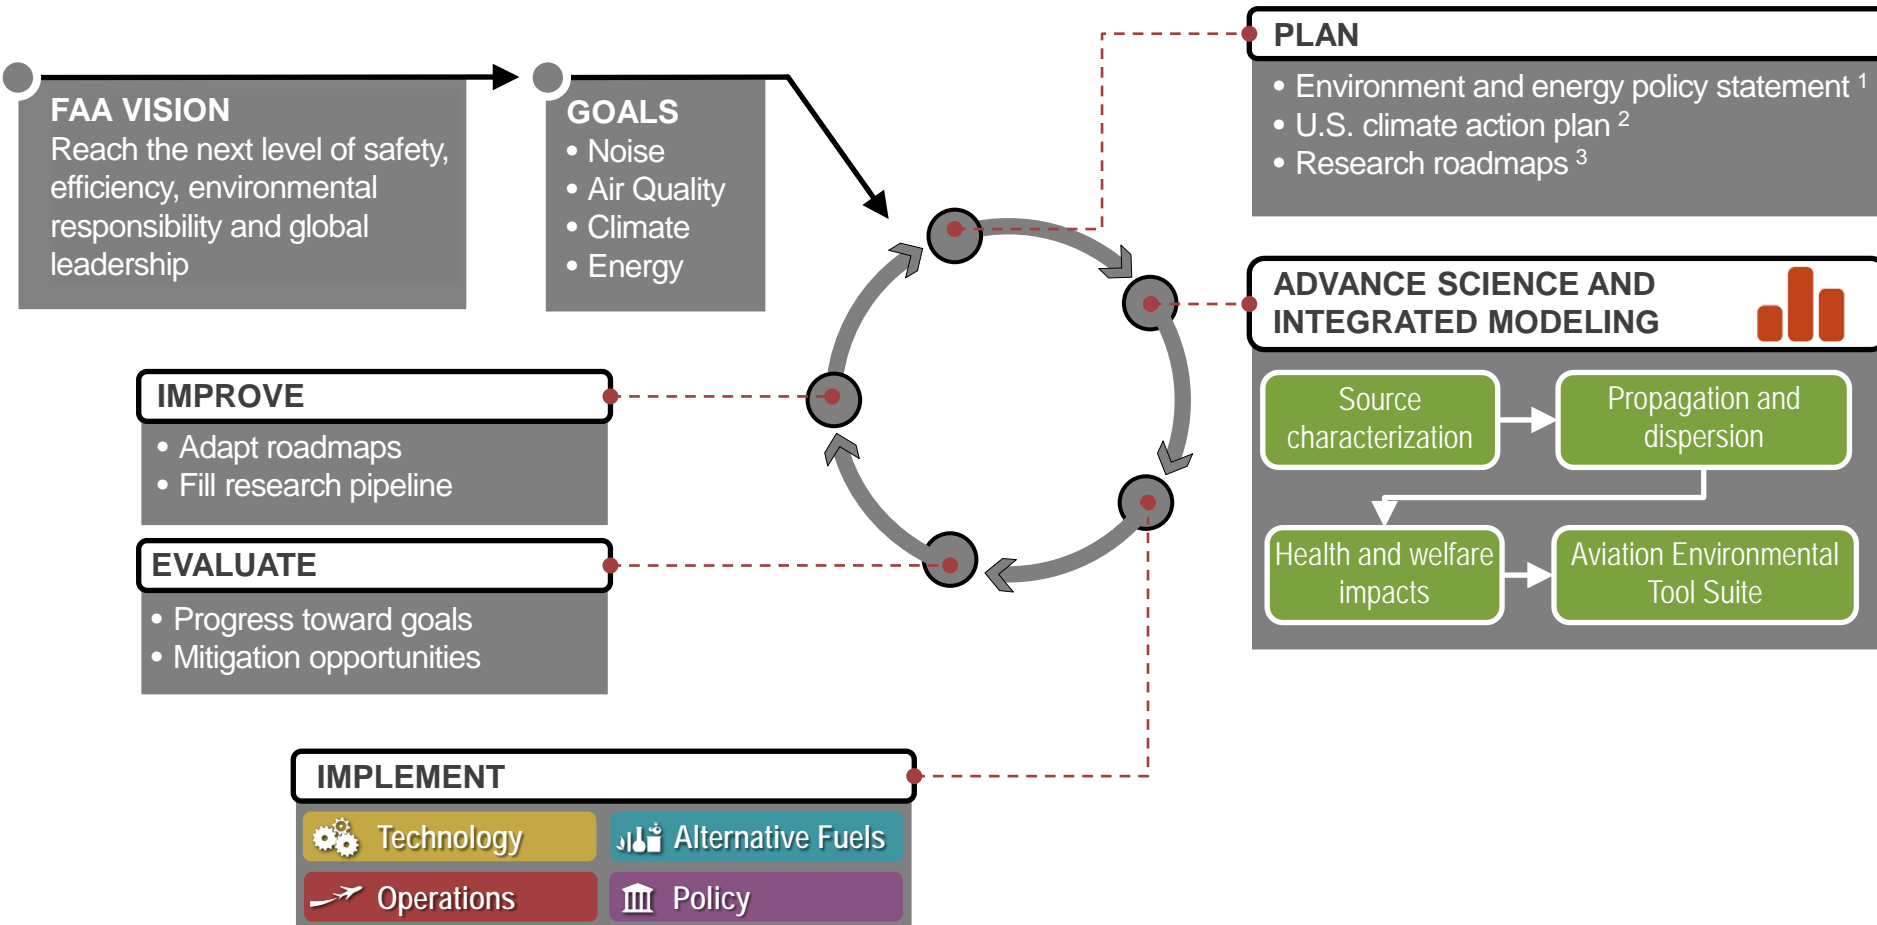 FAA VISION
Reach the next level of safety,
efficiency, environmental
responsibility and global
leadership
GOALS
• Noise
• Air Quality
• Climate
• Energy
PLAN
• Environment and energy policy statement 1
• U.S. climate action plan 2
• Research roadmaps 3
ADVANCE SCIENCE AND
INTEGRATED MODELING
Source
characterization
Propagation and
dispersion
Health and welfare
impacts
Aviation Environmental
Tool Suite
IMPROVE
• Adapt roadmaps
• Fill research pipeline
EVALUATE
• Progress toward goals
• Mitigation opportunities
IMPLEMENT
Technology
Alternative Fuels
Operations
Policy